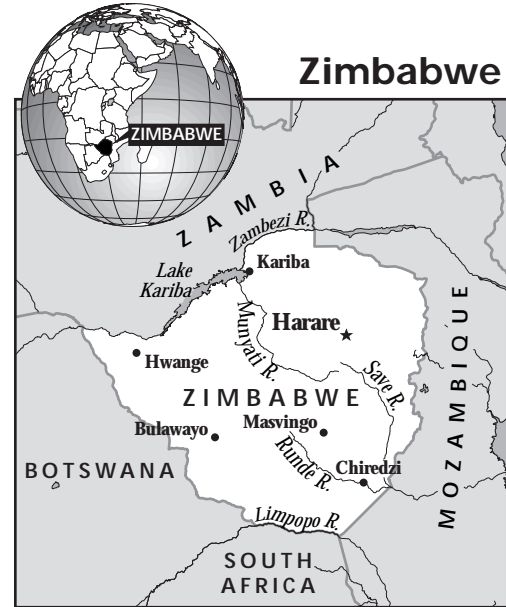 Zimbabwe
ZIMBABWE
ZAMBIA
Zambezi R.
Kariba
Lake
Kariba
Harare
Munyati R.
Hwange
Save R.
MOZAMBIQUE
ZIMBABWE
Masvingo
Bulawayo
Runde R.
Chiredzi
BOTSWANA
Limpopo R.
SOUTH
AFRICA